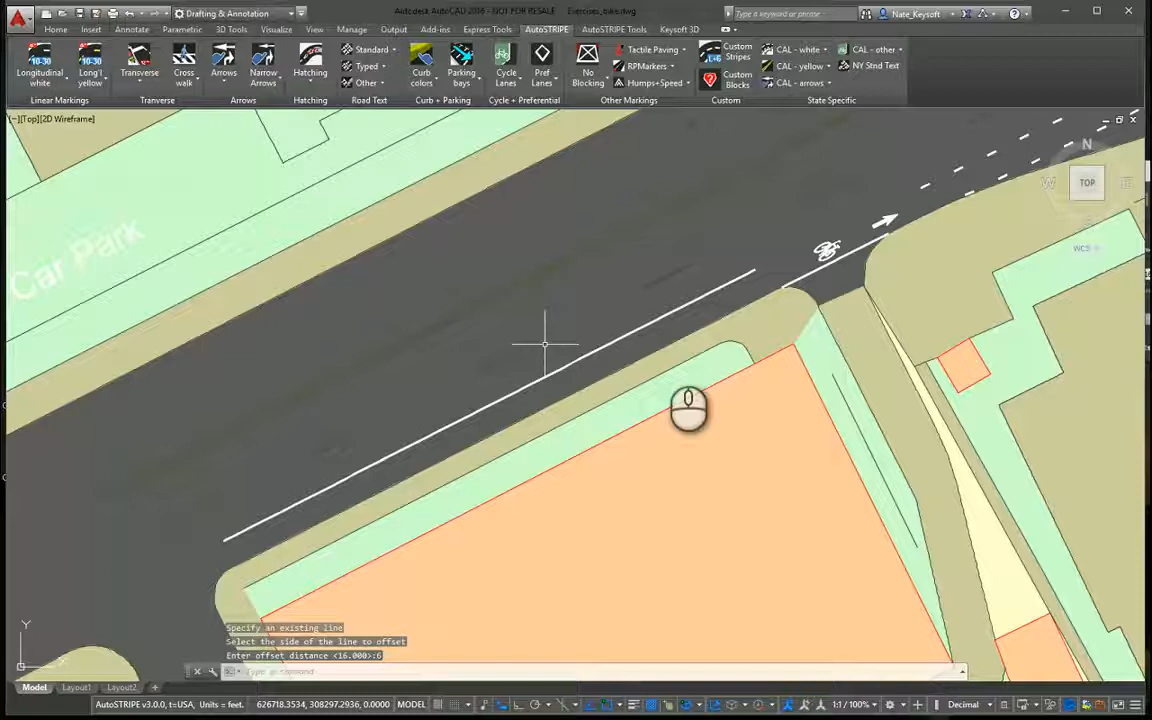 Drafting & Annotation
Autodesk AutoCAD 2016 - NOT FOR RESALE Exercises_bike.dwg
Type a keyword or phrase
Nate_Keysoft
Home Insert Annotate Parametric 3D Tools Visualize View Manage Output Add-ins Express Tools AutoSTRIPE AutoSTRIPE Tools Keysoft 3D
Longitudinal white
Long'l yellow
Transverse
Cross walk
Arrows
Narrow Arrows
Hatching
Standard
Typed
Other
Curb colors
Parking bays
Cycle Lanes
Pref Lanes
No Blocking
Tactile Paving
RPMarkers
Humps+Speed
Custom Stripes
Custom Blocks
CAL - white
CAL - yellow
CAL - arrows
CAL - other
NY Stnd Text
Linear Markings Tranverse Arrows Hatching Road Text Curb + Parking Cycle + Preferential Other Markings Custom State Specific
[−][Top][2D Wireframe]
N
W
TOP
WCS
Car Park
Y
Specify an existing line
Select the side of the line to offset
Enter offset distance <16.000>:6
Type a command
Model Layout1 Layout2 +
AutoSTRIPE v3.0.0, t=USA, Units = feet. 626718.3534, 308297.2936, 0.0000 MODEL
1:1 / 100%
Decimal